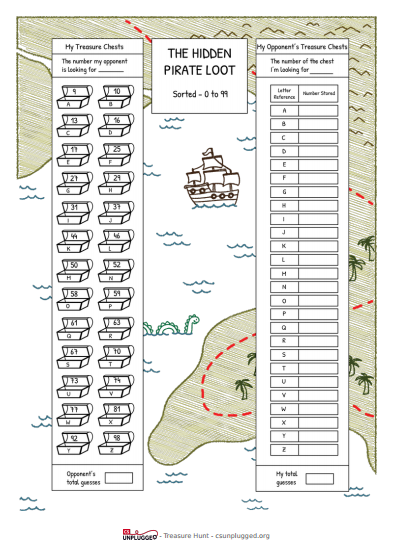 My Treasure Chests
The number my opponent
is looking for ______
9 10
A B
13 16
C D
17 25
E F
27 29
G H
31 37
I J
44 46
K L
50 52
M N
58 59
O P
61 63
Q R
67 70
S T
73 74
U V
77 81
W X
92 98
Y Z
Opponent's
total guesses
THE HIDDEN
PIRATE LOOT
Sorted - 0 to 99
My Opponent's Treasure Chests
The number of the chest
I'm looking for ______
Letter
Reference
Number Stored
A
B
C
D
E
F
G
H
I
J
K
L
M
N
O
P
Q
R
S
T
U
V
W
X
Y
Z
My total
guesses
CS
UNPLUGGED - Treasure Hunt - csunplugged.org